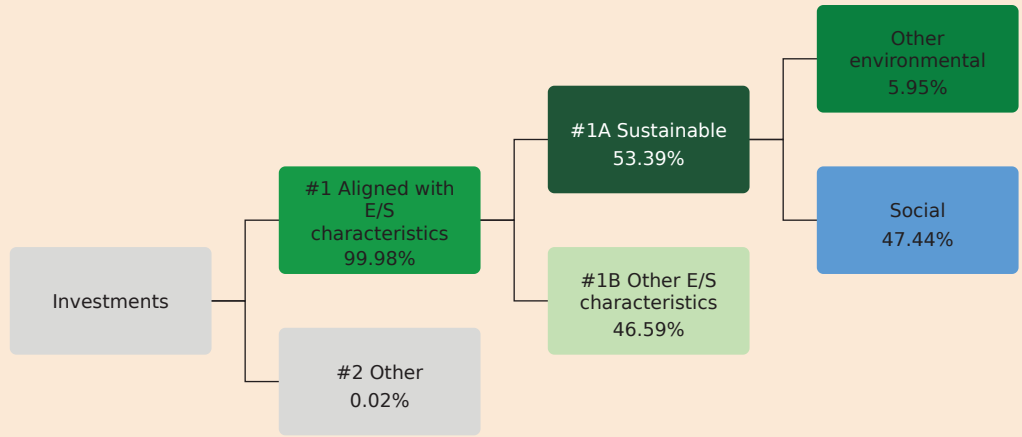 Investments
#1 Aligned with
E/S
characteristics
99.98%
#2 Other
0.02%
#1A Sustainable
53.39%
#1B Other E/S
characteristics
46.59%
Other
environmental
5.95%
Social
47.44%